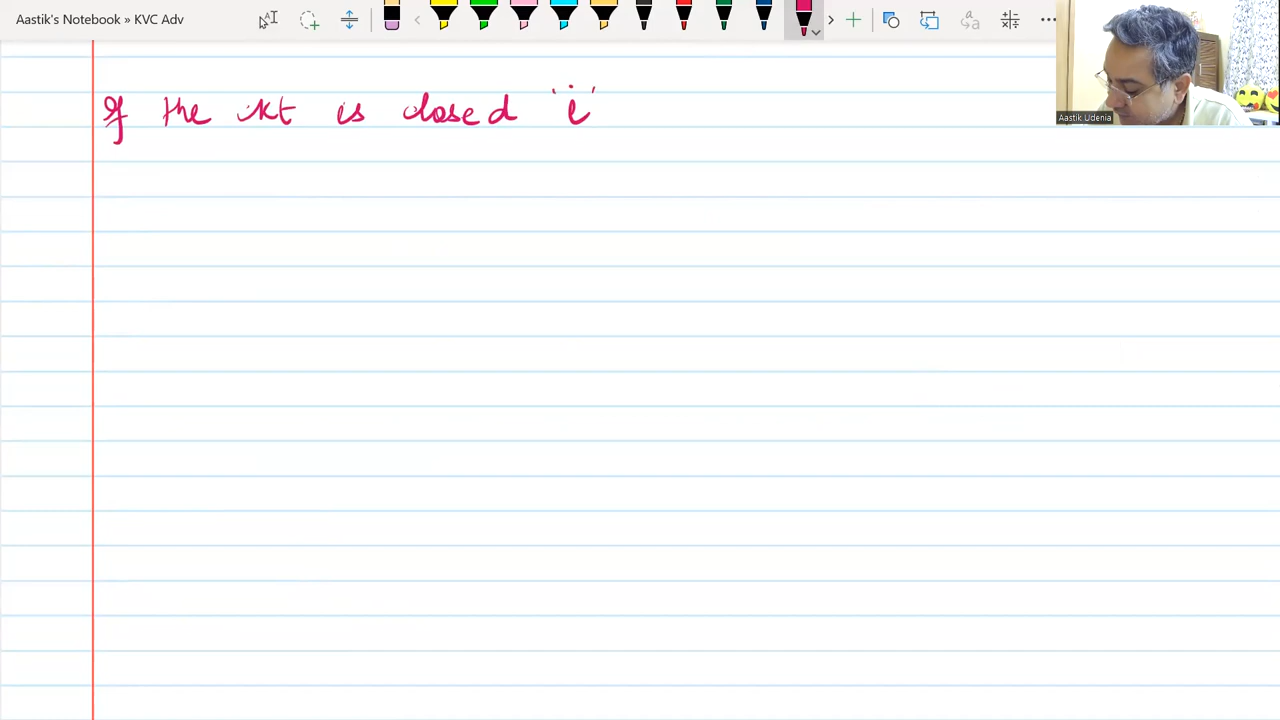 Aastik's Notebook » KVC Adv
If the ckt is closed 'i'
Aastik Udenia